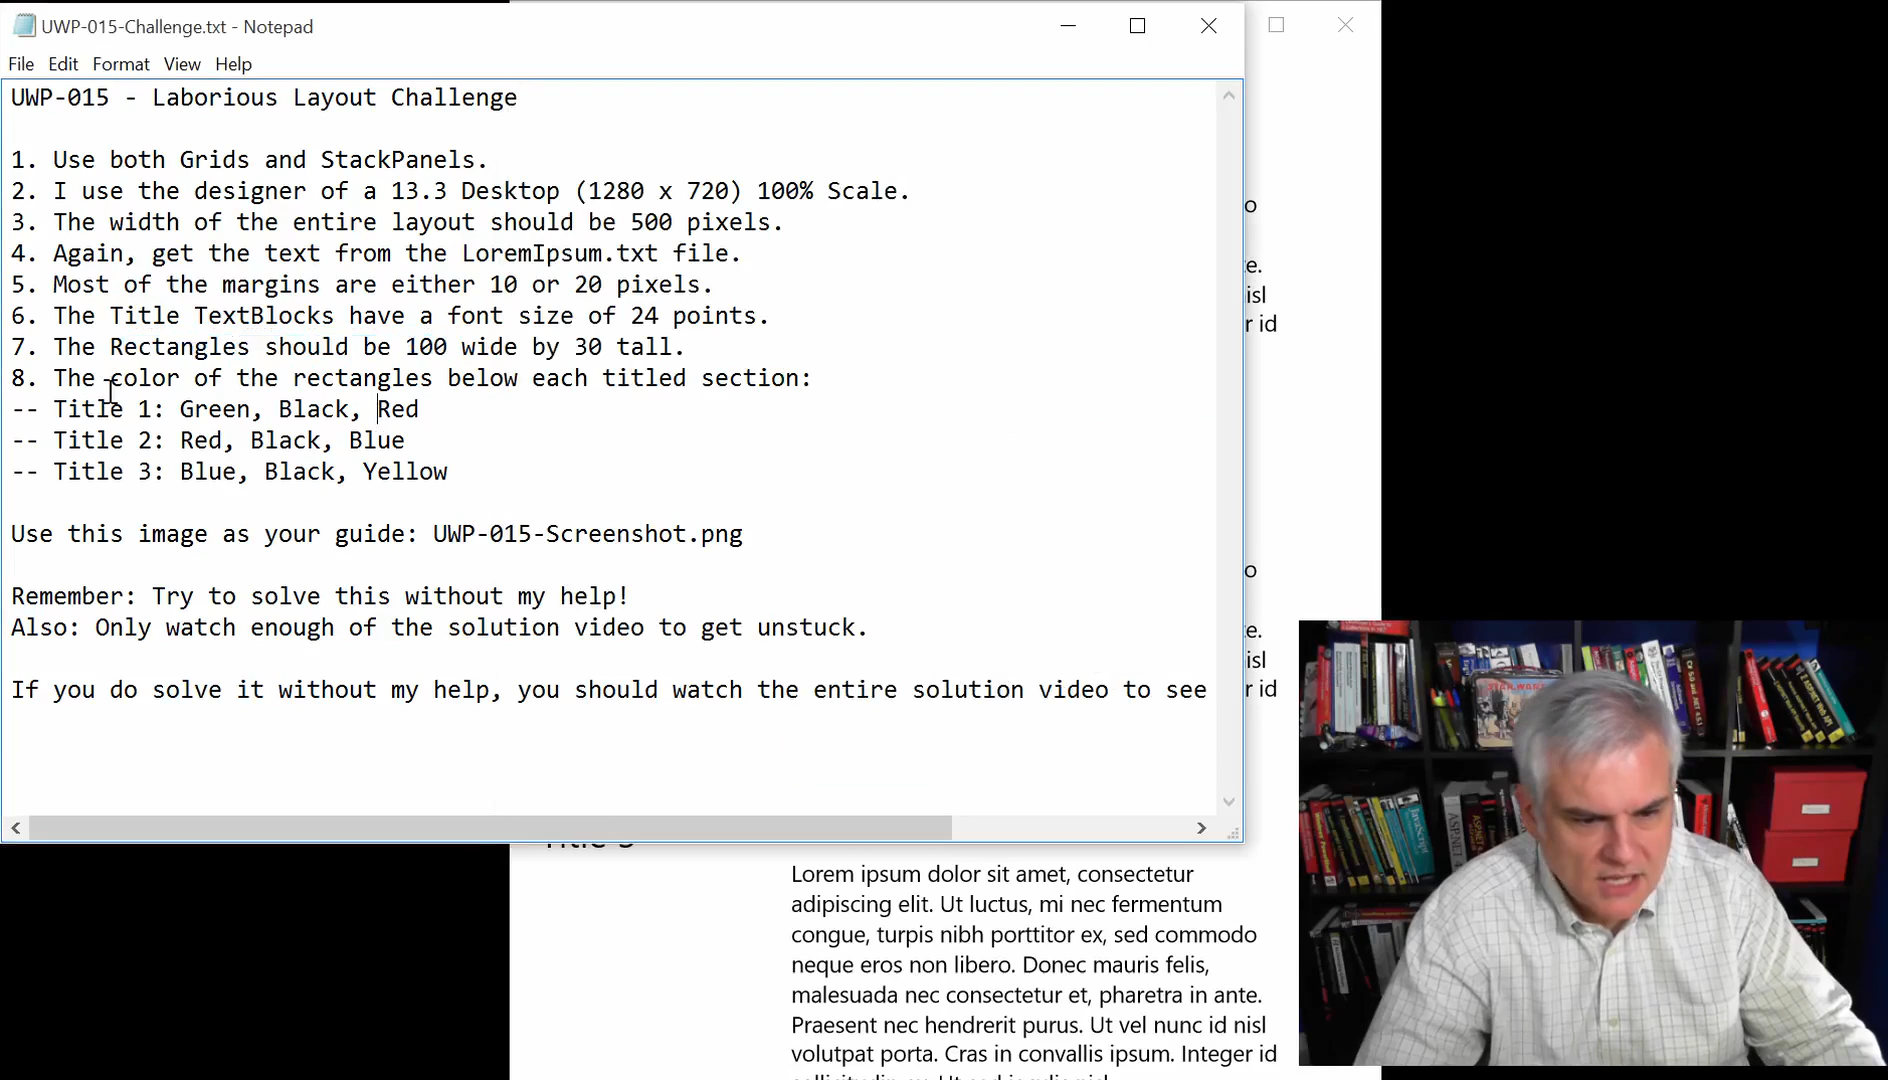 UWP-015-Challenge.txt - Notepad
File Edit Format View Help
UWP-015 - Laborious Layout Challenge
1. Use both Grids and StackPanels.
2. I use the designer of a 13.3 Desktop (1280 x 720) 100% Scale.
3. The width of the entire layout should be 500 pixels.
4. Again, get the text from the LoremIpsum.txt file.
5. Most of the margins are either 10 or 20 pixels.
6. The Title TextBlocks have a font size of 24 points.
7. The Rectangles should be 100 wide by 30 tall.
8. The color of the rectangles below each titled section:
-- Title 1: Green, Black, Red
-- Title 2: Red, Black, Blue
-- Title 3: Blue, Black, Yellow
Use this image as your guide: UWP-015-Screenshot.png
Remember: Try to solve this without my help!
Also: Only watch enough of the solution video to get unstuck.
If you do solve it without my help, you should watch the entire solution video to see
o
e.
isl
r id
o
e.
isl
r id
Lorem ipsum dolor sit amet, consectetur
adipiscing elit. Ut luctus, mi nec fermentum
congue, turpis nibh porttitor ex, sed commodo
neque eros non libero. Donec mauris felis,
malesuada nec consectetur et, pharetra in ante.
Praesent nec hendrerit purus. Ut vel nunc id nisl
volutpat porta. Cras in convallis ipsum. Integer id
STAR WARS
JavaScript